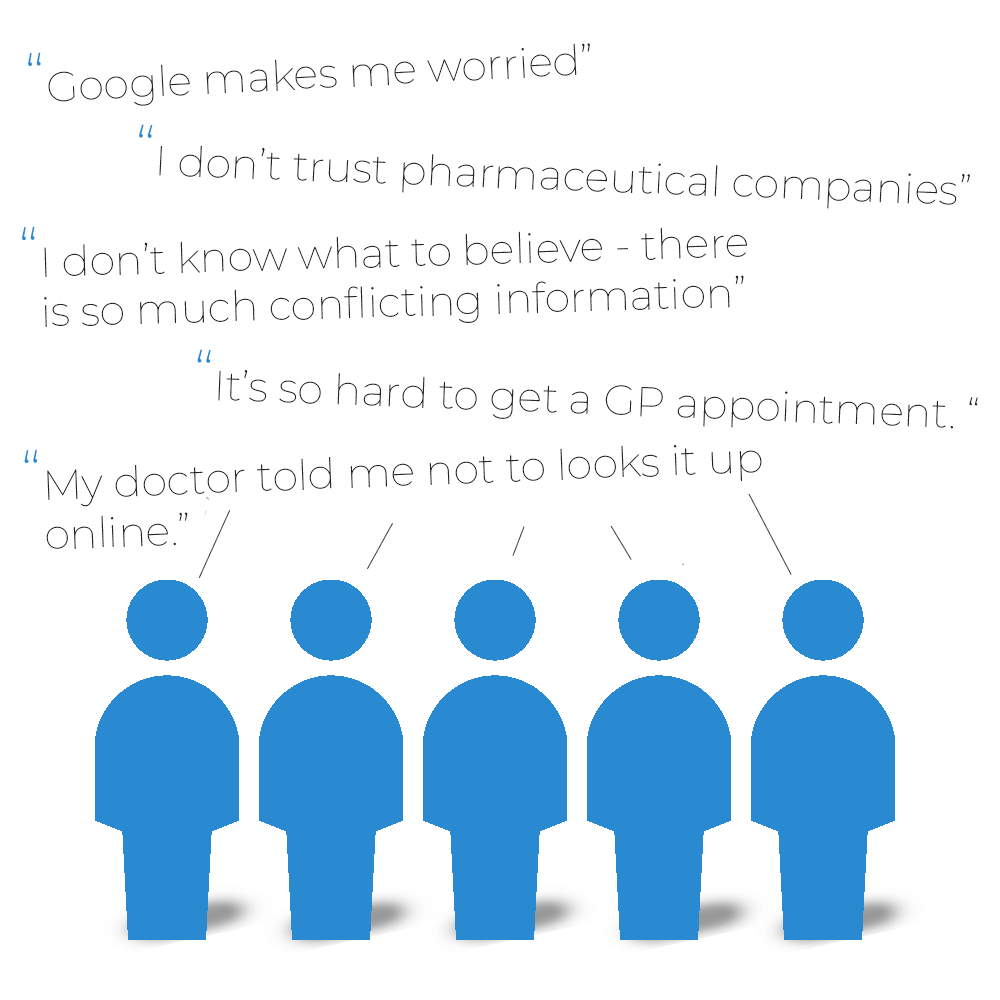 “Google makes me worried”
“I don’t trust pharmaceutical companies”
“I don’t know what to believe - there
is so much conflicting information”
“It’s so hard to get a GP appointment. “
“My doctor told me not to looks it up
online.”